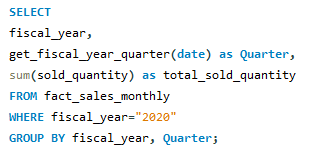 SELECT
fiscal_year,
get_fiscal_year_quarter(date) as Quarter,
sum(sold_quantity) as total_sold_quantity
FROM fact_sales_monthly
WHERE fiscal_year="2020"
GROUP BY fiscal_year, Quarter;